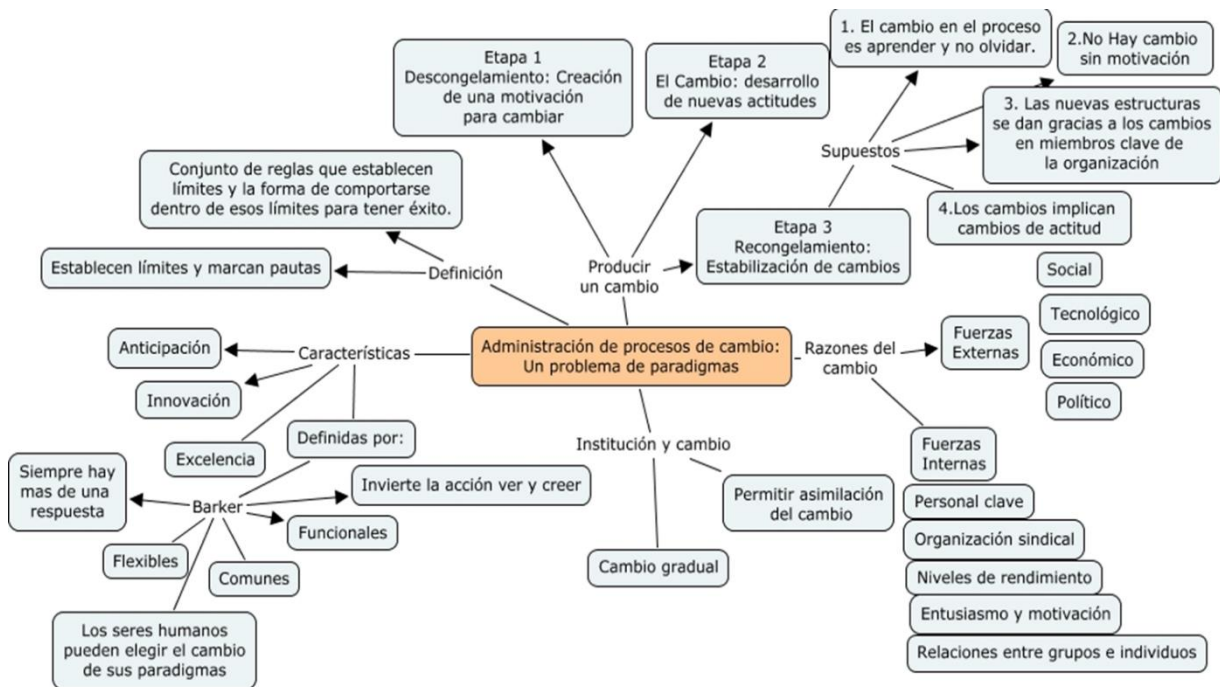 Etapa 1
Descongelamiento: Creación
de una motivación
para cambiar
Etapa 2
El Cambio: desarrollo
de nuevas actitudes
1. El cambio en el proceso
es aprender y no olvidar.
2.No Hay cambio
sin motivación
3. Las nuevas estructuras
se dan gracias a los cambios
en miembros clave de
la organización
Supuestos
4.Los cambios implican
cambios de actitud
Conjunto de reglas que establecen
límites y la forma de comportarse
dentro de esos límites para tener éxito.
Etapa 3
Recongelamiento:
Estabilización de cambios
Establecen límites y marcan pautas
Definición
Producir
un cambio
Social
Tecnológico
Económico
Político
Anticipación
Características
Administración de procesos de cambio:
Un problema de paradigmas
Razones del
cambio
Fuerzas
Externas
Innovación
Excelencia
Definidas por:
Institución y cambio
Fuerzas
Internas
Siempre hay
mas de una
respuesta
Barker
Invierte la acción ver y creer
Funcionales
Permitir asimilación
del cambio
Personal clave
Organización sindical
Flexibles
Comunes
Cambio gradual
Niveles de rendimiento
Entusiasmo y motivación
Relaciones entre grupos e individuos
Los seres humanos
pueden elegir el cambio
de sus paradigmas